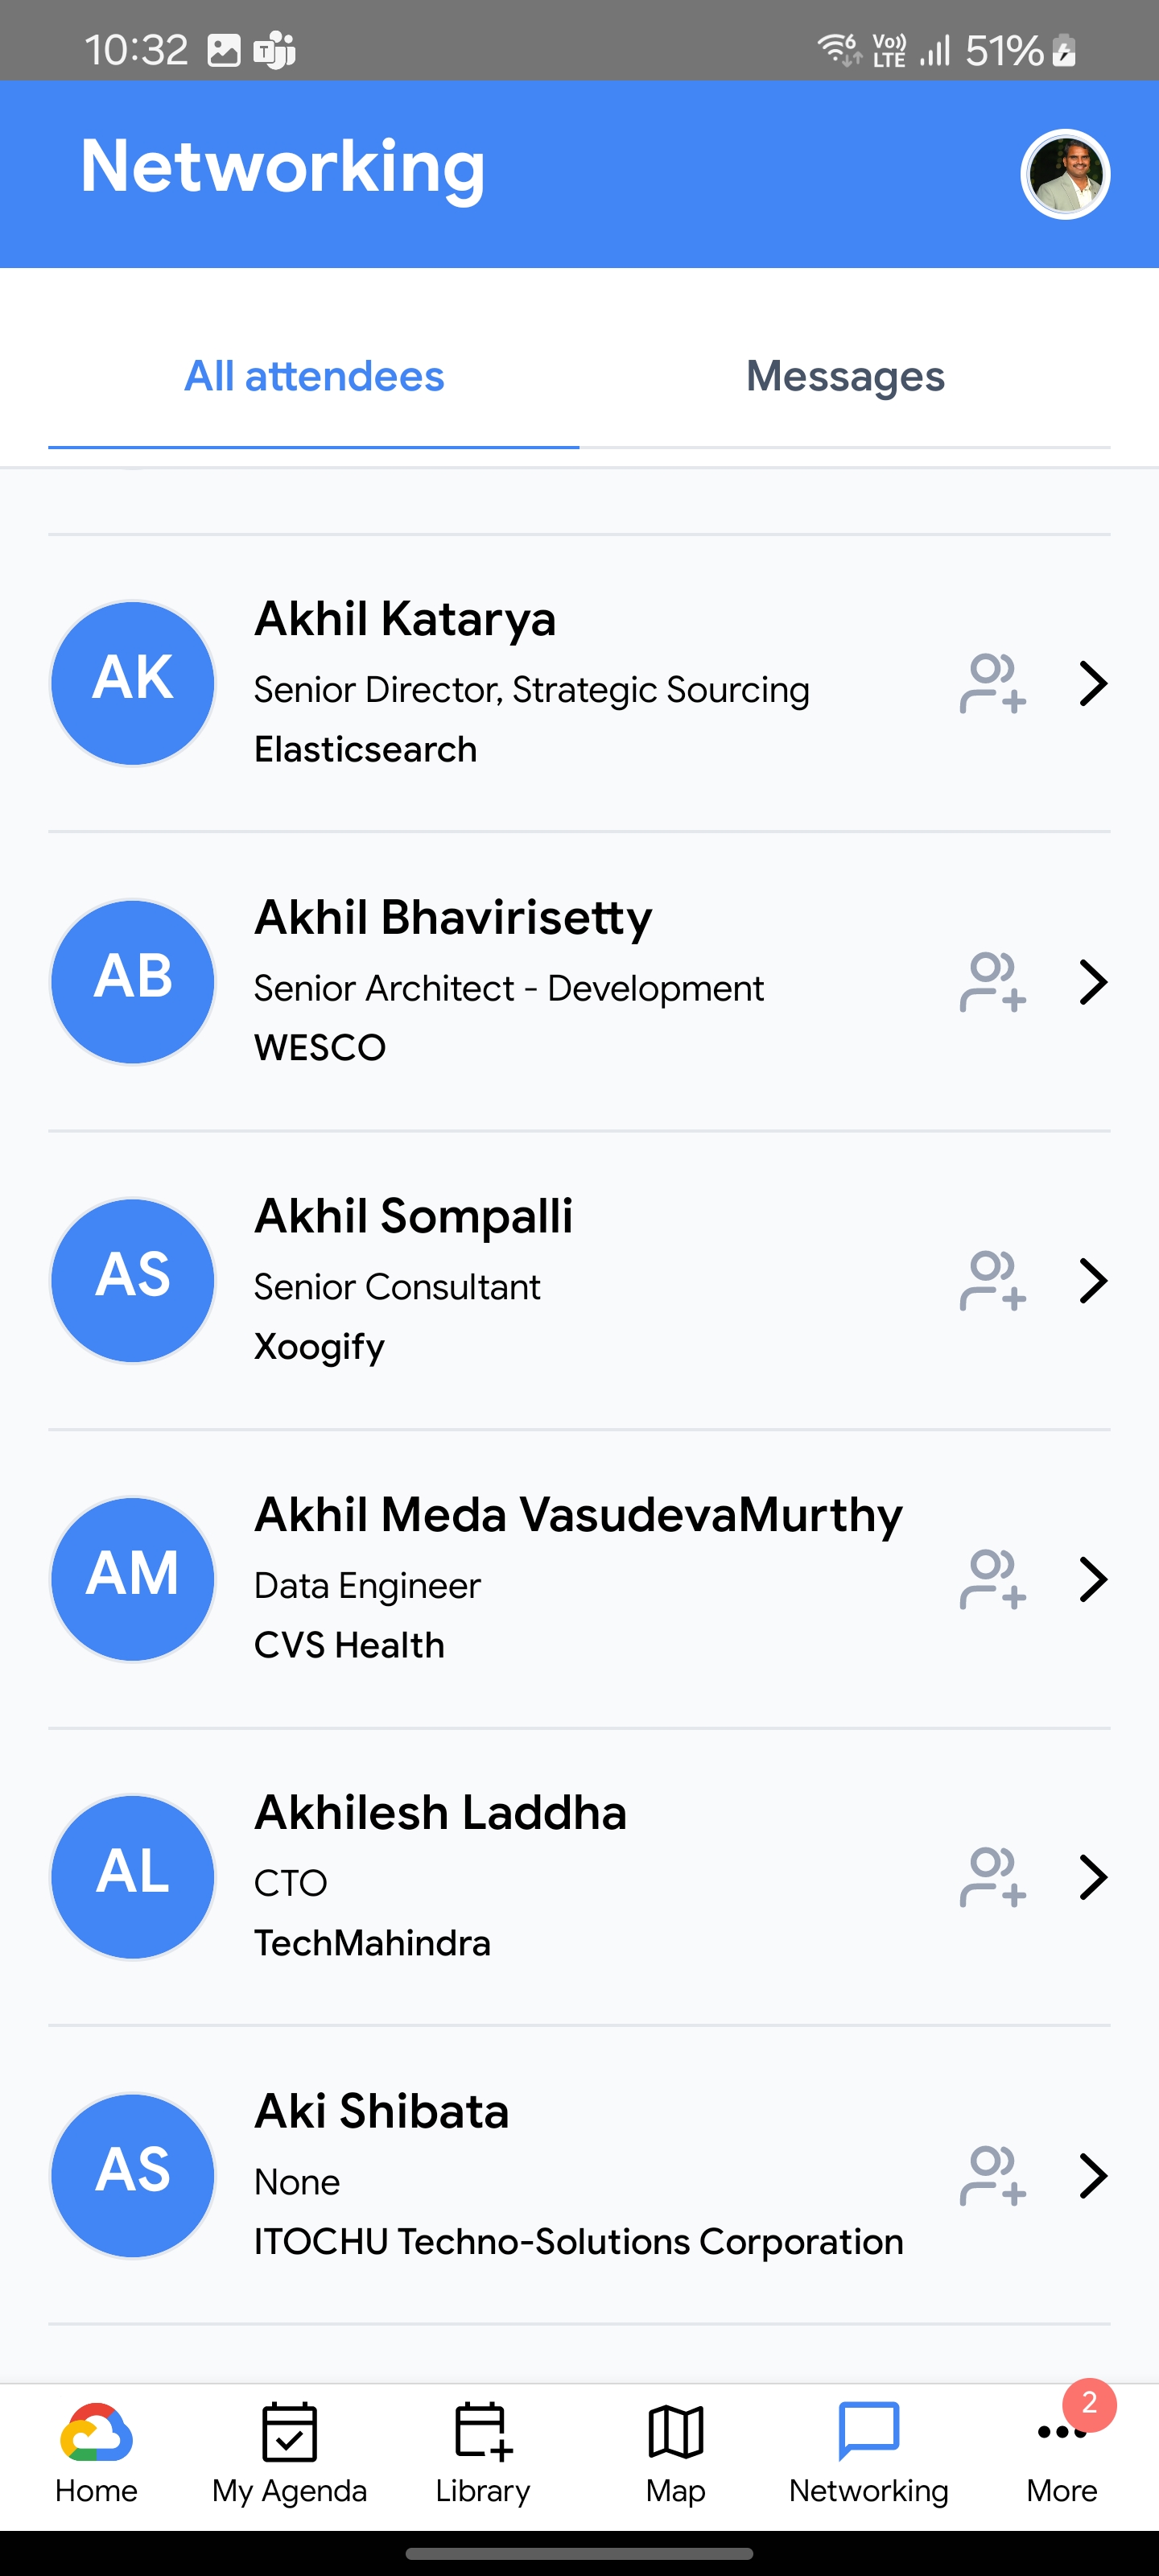 10:32 T Vo)) LTE 6 51%
Networking
All attendees Messages
AK
Akhil Katarya
Senior Director, Strategic Sourcing
Elasticsearch
AB
Akhil Bhavirisetty
Senior Architect - Development
WESCO
AS
Akhil Sompalli
Senior Consultant
Xoogify
AM
Akhil Meda VasudevaMurthy
Data Engineer
CVS Health
AL
Akhilesh Laddha
CTO
TechMahindra
AS
Aki Shibata
None
ITOCHU Techno-Solutions Corporation
2
Home My Agenda Library Map Networking More